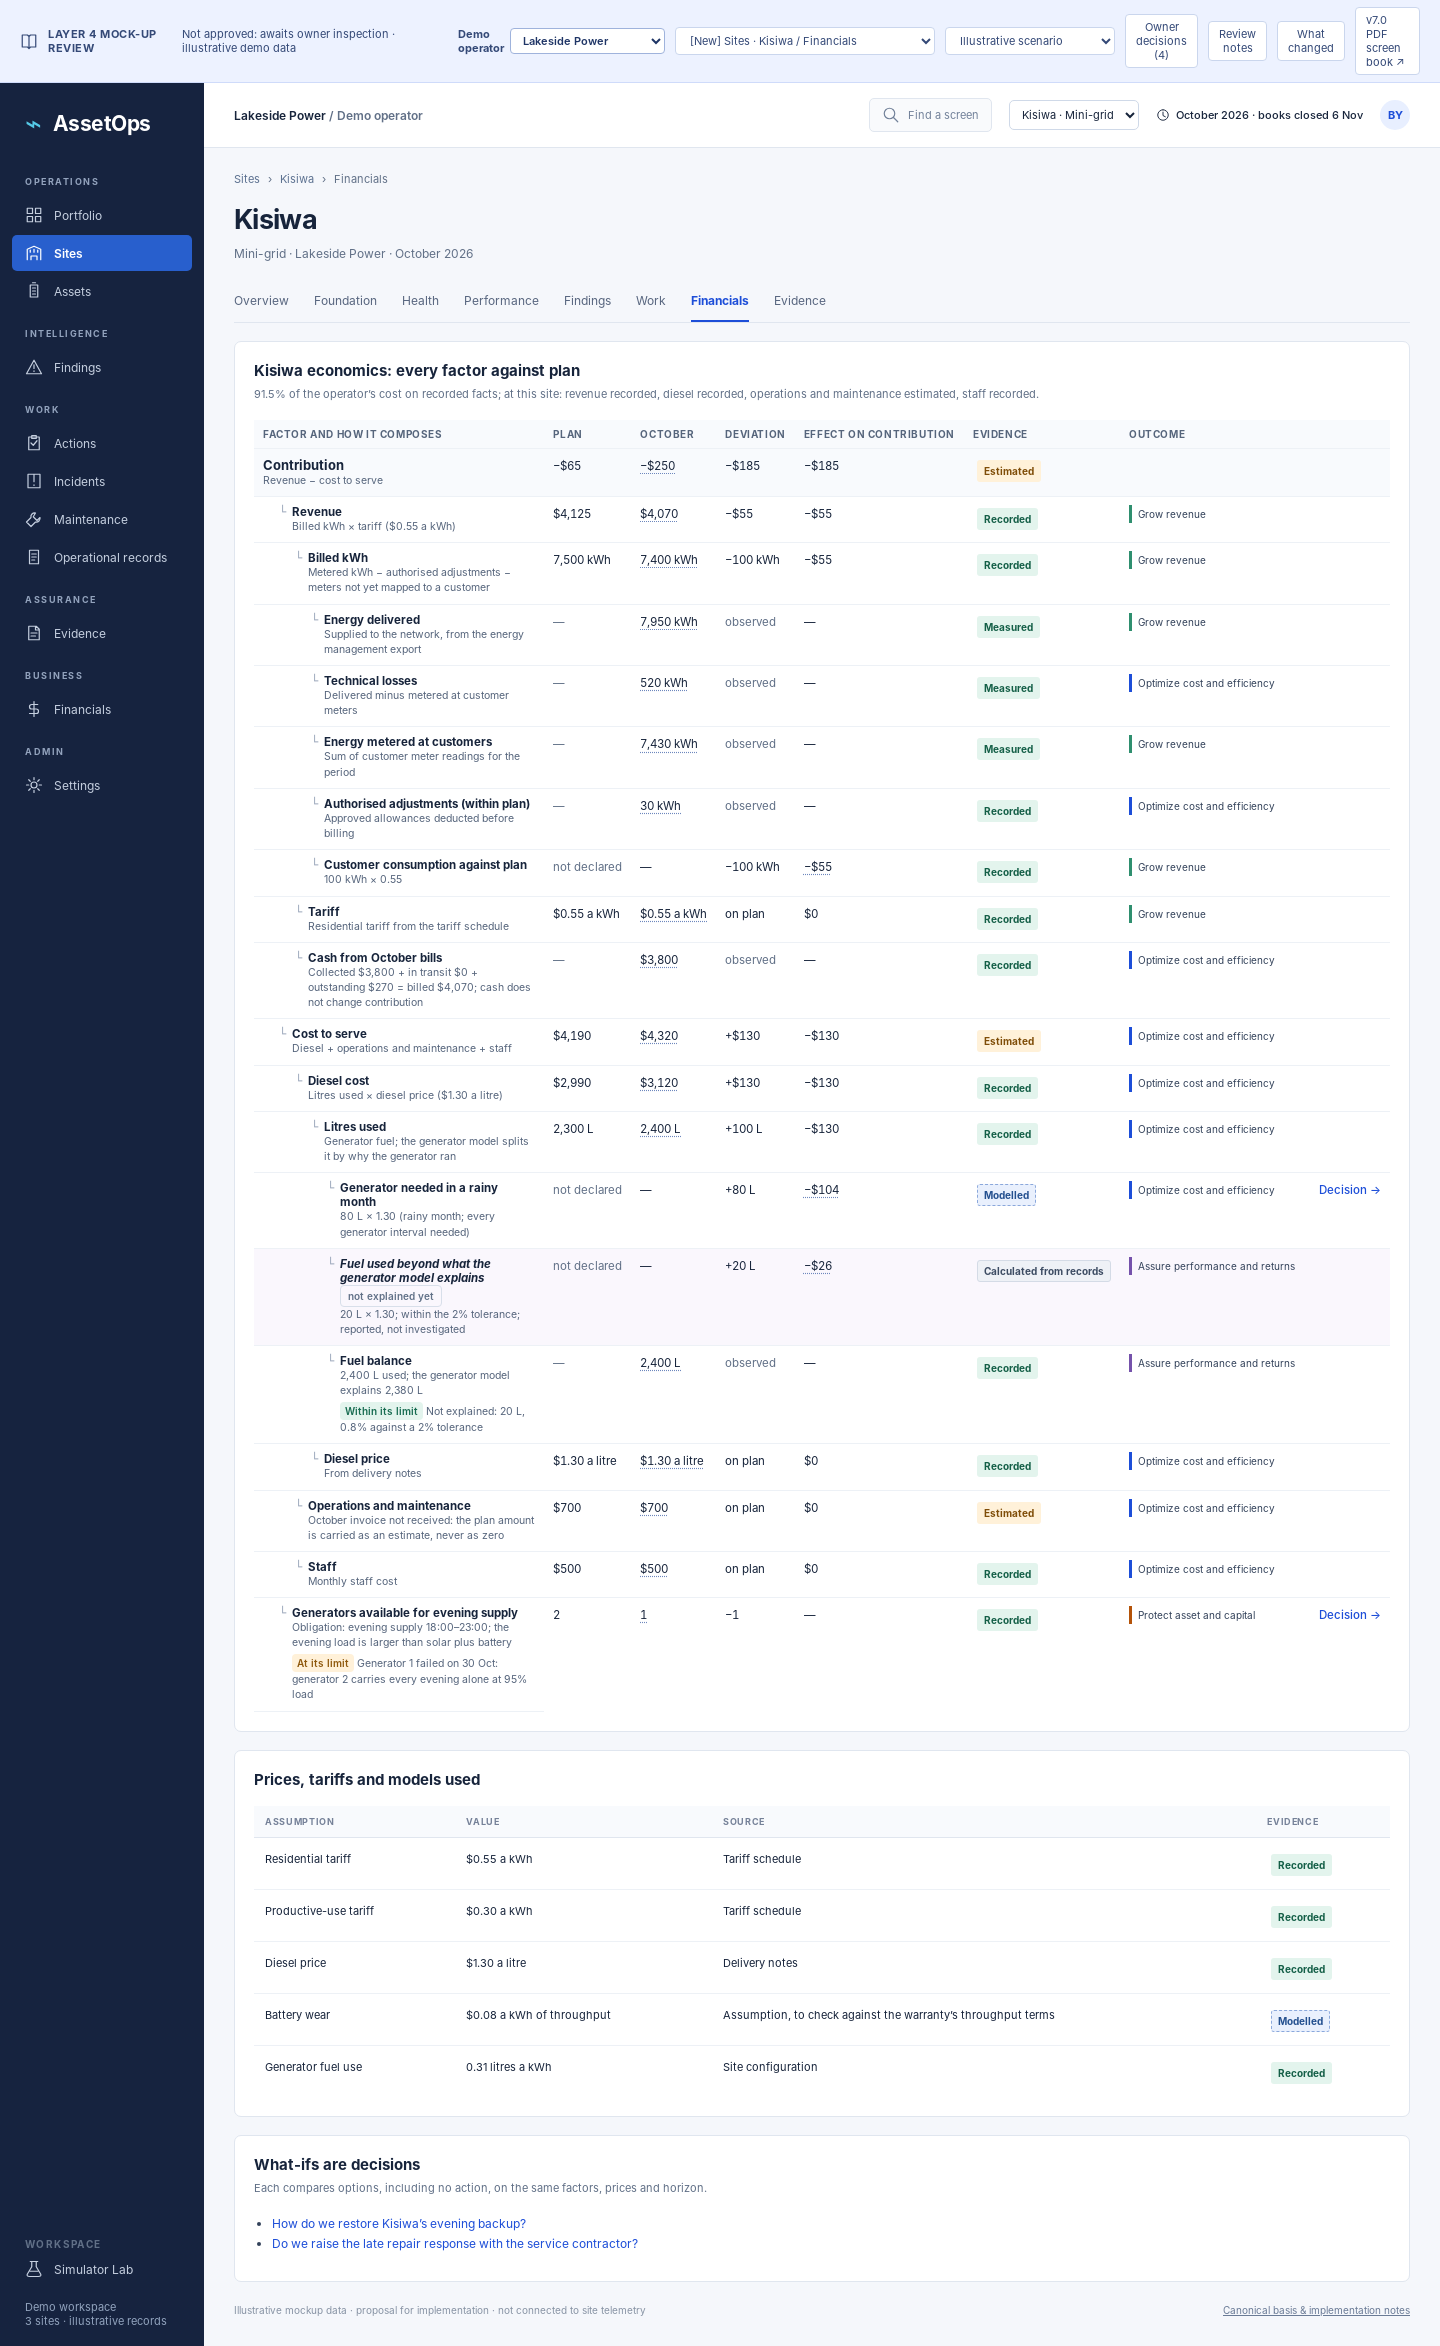 LAYER 4 MOCK-UP
REVIEW
Not approved: awaits owner inspection ·
illustrative demo data
Demo
operator
Lakeside Power
[New] Sites · Kisiwa / Financials
Illustrative scenario
Owner
decisions
(4)
Review
notes
What
changed
v7.0
PDF
screen
book ↗
AssetOps
Lakeside Power / Demo operator
Find a screen
Kisiwa · Mini-grid
October 2026 · books closed 6 Nov
BY
OPERATIONS
Portfolio
Sites
Assets
INTELLIGENCE
Findings
WORK
Actions
Incidents
Maintenance
Operational records
ASSURANCE
Evidence
BUSINESS
Financials
ADMIN
Settings
WORKSPACE
Simulator Lab
Demo workspace
3 sites · illustrative records
Sites › Kisiwa › Financials
Kisiwa
Mini-grid · Lakeside Power · October 2026
Overview Foundation Health Performance Findings Work Financials Evidence
Kisiwa economics: every factor against plan
91.5% of the operator's cost on recorded facts; at this site: revenue recorded, diesel recorded, operations and maintenance estimated, staff recorded.
FACTOR AND HOW IT COMPOSES PLAN OCTOBER DEVIATION EFFECT ON CONTRIBUTION EVIDENCE OUTCOME
Contribution −$65 −$250 −$185 −$185 Estimated
Revenue − cost to serve
Revenue $4,125 $4,070 −$55 −$55 Recorded Grow revenue
Billed kWh × tariff ($0.55 a kWh)
Billed kWh 7,500 kWh 7,400 kWh −100 kWh −$55 Recorded Grow revenue
Metered kWh − authorised adjustments −
meters not yet mapped to a customer
Energy delivered — 7,950 kWh observed — Measured Grow revenue
Supplied to the network, from the energy
management export
Technical losses — 520 kWh observed — Measured Optimize cost and efficiency
Delivered minus metered at customer
meters
Energy metered at customers — 7,430 kWh observed — Measured Grow revenue
Sum of customer meter readings for the
period
Authorised adjustments (within plan) — 30 kWh observed — Recorded Optimize cost and efficiency
Approved allowances deducted before
billing
Customer consumption against plan not declared — −100 kWh −$55 Recorded Grow revenue
100 kWh × 0.55
Tariff $0.55 a kWh $0.55 a kWh on plan $0 Recorded Grow revenue
Residential tariff from the tariff schedule
Cash from October bills — $3,800 observed — Recorded Optimize cost and efficiency
Collected $3,800 + in transit $0 +
outstanding $270 = billed $4,070; cash does
not change contribution
Cost to serve $4,190 $4,320 +$130 −$130 Estimated Optimize cost and efficiency
Diesel + operations and maintenance + staff
Diesel cost $2,990 $3,120 +$130 −$130 Recorded Optimize cost and efficiency
Litres used × diesel price ($1.30 a litre)
Litres used 2,300 L 2,400 L +100 L −$130 Recorded Optimize cost and efficiency
Generator fuel; the generator model splits
it by why the generator ran
Generator needed in a rainy
month not declared — +80 L −$104 Modelled Optimize cost and efficiency Decision →
80 L × 1.30 (rainy month; every
generator interval needed)
Fuel used beyond what the
generator model explains not declared — +20 L −$26 Calculated from records Assure performance and returns
not explained yet
20 L × 1.30; within the 2% tolerance;
reported, not investigated
Fuel balance — 2,400 L observed — Recorded Assure performance and returns
2,400 L used; the generator model
explains 2,380 L
Within its limit Not explained: 20 L,
0.8% against a 2% tolerance
Diesel price $1.30 a litre $1.30 a litre on plan $0 Recorded Optimize cost and efficiency
From delivery notes
Operations and maintenance $700 $700 on plan $0 Estimated Optimize cost and efficiency
October invoice not received: the plan amount
is carried as an estimate, never as zero
Staff $500 $500 on plan $0 Recorded Optimize cost and efficiency
Monthly staff cost
Generators available for evening supply 2 1 −1 — Recorded Protect asset and capital Decision →
Obligation: evening supply 18:00–23:00; the
evening load is larger than solar plus battery
At its limit Generator 1 failed on 30 Oct:
generator 2 carries every evening alone at 95%
load
Prices, tariffs and models used
ASSUMPTION VALUE SOURCE EVIDENCE
Residential tariff $0.55 a kWh Tariff schedule Recorded
Productive-use tariff $0.30 a kWh Tariff schedule Recorded
Diesel price $1.30 a litre Delivery notes Recorded
Battery wear $0.08 a kWh of throughput Assumption, to check against the warranty's throughput terms Modelled
Generator fuel use 0.31 litres a kWh Site configuration Recorded
What-ifs are decisions
Each compares options, including no action, on the same factors, prices and horizon.
• How do we restore Kisiwa's evening backup?
• Do we raise the late repair response with the service contractor?
Illustrative mockup data · proposal for implementation · not connected to site telemetry
Canonical basis & implementation notes